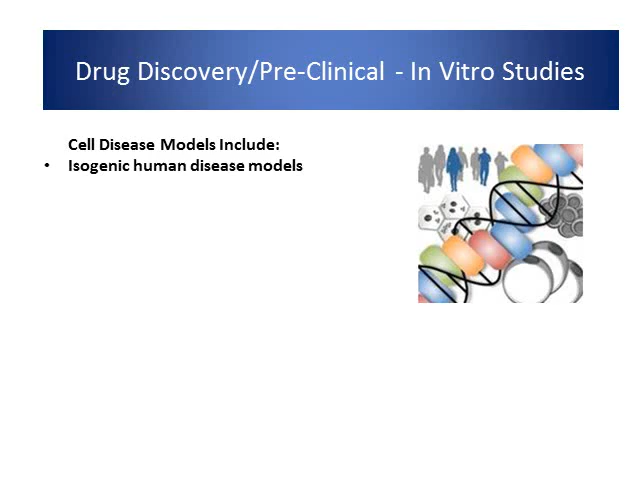 Drug Discovery/Pre-Clinical - In Vitro Studies
Cell Disease Models Include:
• Isogenic human disease models